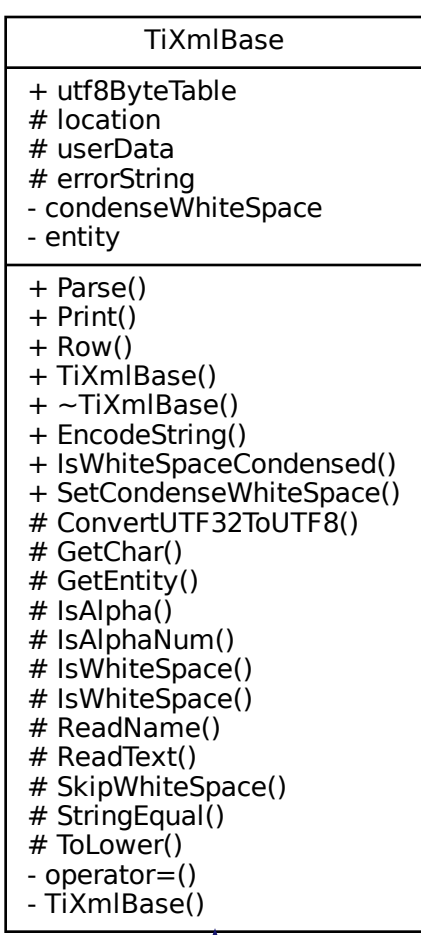 TiXmlBase
+ utf8ByteTable
# location
# userData
# errorString
- condenseWhiteSpace
- entity
+ Parse()
+ Print()
+ Row()
+ TiXmlBase()
+ ~TiXmlBase()
+ EncodeString()
+ IsWhiteSpaceCondensed()
+ SetCondenseWhiteSpace()
# ConvertUTF32ToUTF8()
# GetChar()
# GetEntity()
# IsAlpha()
# IsAlphaNum()
# IsWhiteSpace()
# IsWhiteSpace()
# ReadName()
# ReadText()
# SkipWhiteSpace()
# StringEqual()
# ToLower()
- operator=()
- TiXmlBase()